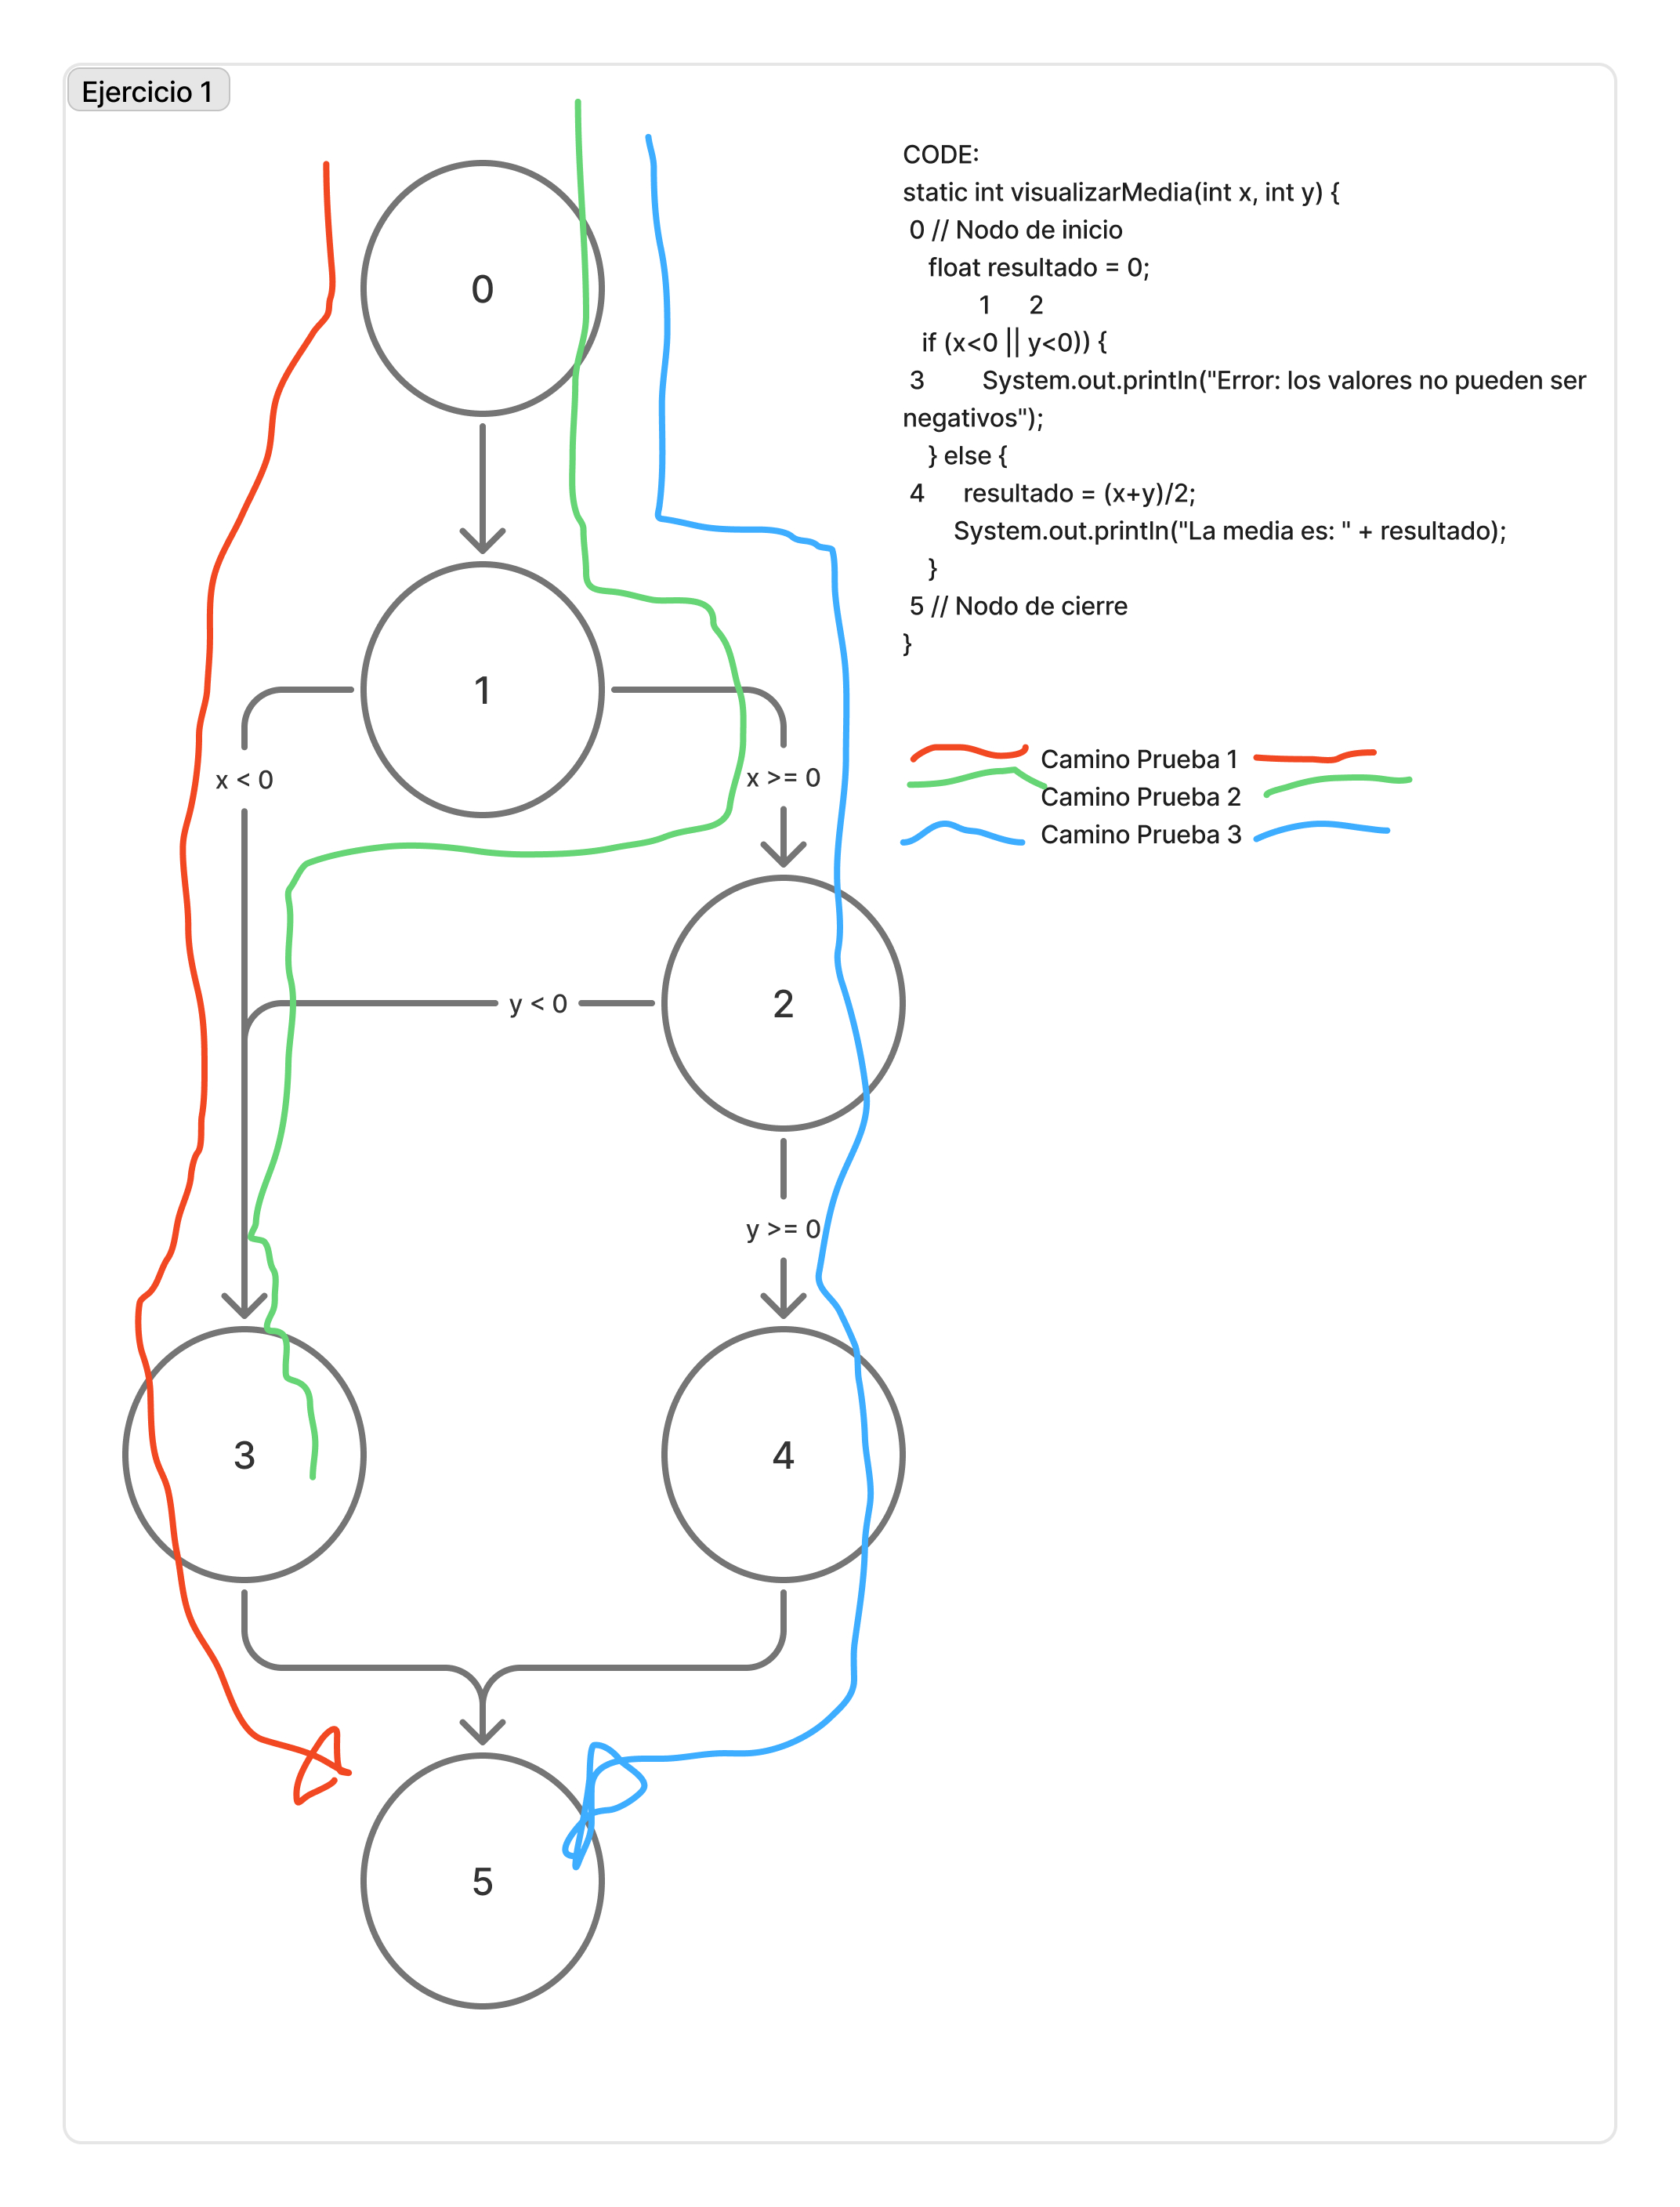 Ejercicio 1
CODE:
static int visualizarMedia(int x, int y) {
0 // Nodo de inicio
float resultado = 0;
1 2
if (x<0 || y<0)) {
3 System.out.println("Error: los valores no pueden ser
negativos");
} else {
4 resultado = (x+y)/2;
System.out.println("La media es: " + resultado);
}
5 // Nodo de cierre
}
Camino Prueba 1
Camino Prueba 2
Camino Prueba 3
0
1
x < 0
x >= 0
2
y < 0
y >= 0
3
4
5